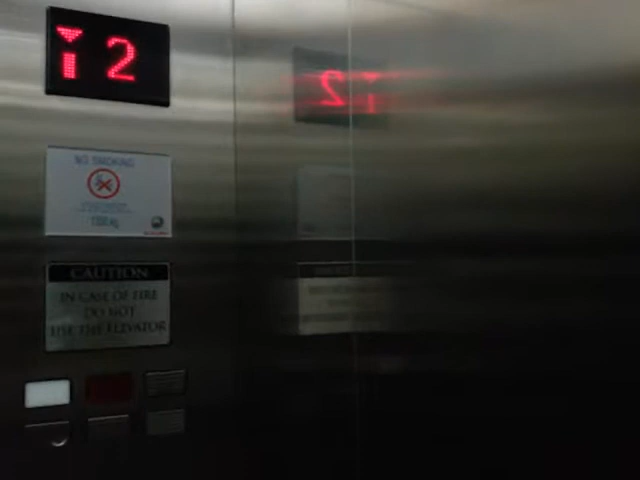 2
NO SMOKING
CAUTION
IN CASE OF FIRE
DO NOT
USE THE ELEVATOR